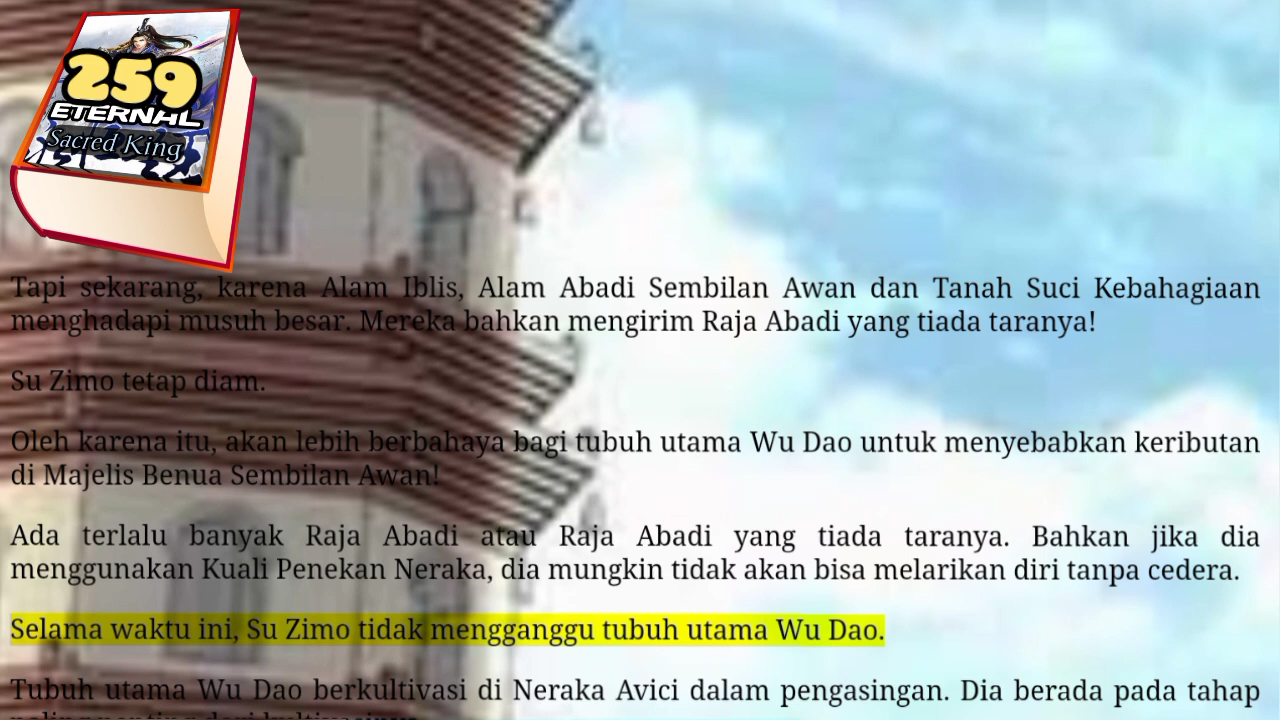 259
ETERNAL
Sacred King
Tapi sekarang, karena Alam Iblis, Alam Abadi Sembilan Awan dan Tanah Suci Kebahagiaan
menghadapi musuh besar. Mereka bahkan mengirim Raja Abadi yang tiada taranya!
Su Zimo tetap diam.
Oleh karena itu, akan lebih berbahaya bagi tubuh utama Wu Dao untuk menyebabkan keributan
di Majelis Benua Sembilan Awan!
Ada terlalu banyak Raja Abadi atau Raja Abadi yang tiada taranya. Bahkan jika dia
menggunakan Kuali Penekan Neraka, dia mungkin tidak akan bisa melarikan diri tanpa cedera.
Selama waktu ini, Su Zimo tidak mengganggu tubuh utama Wu Dao.
Tubuh utama Wu Dao berkultivasi di Neraka Avici dalam pengasingan. Dia berada pada tahap